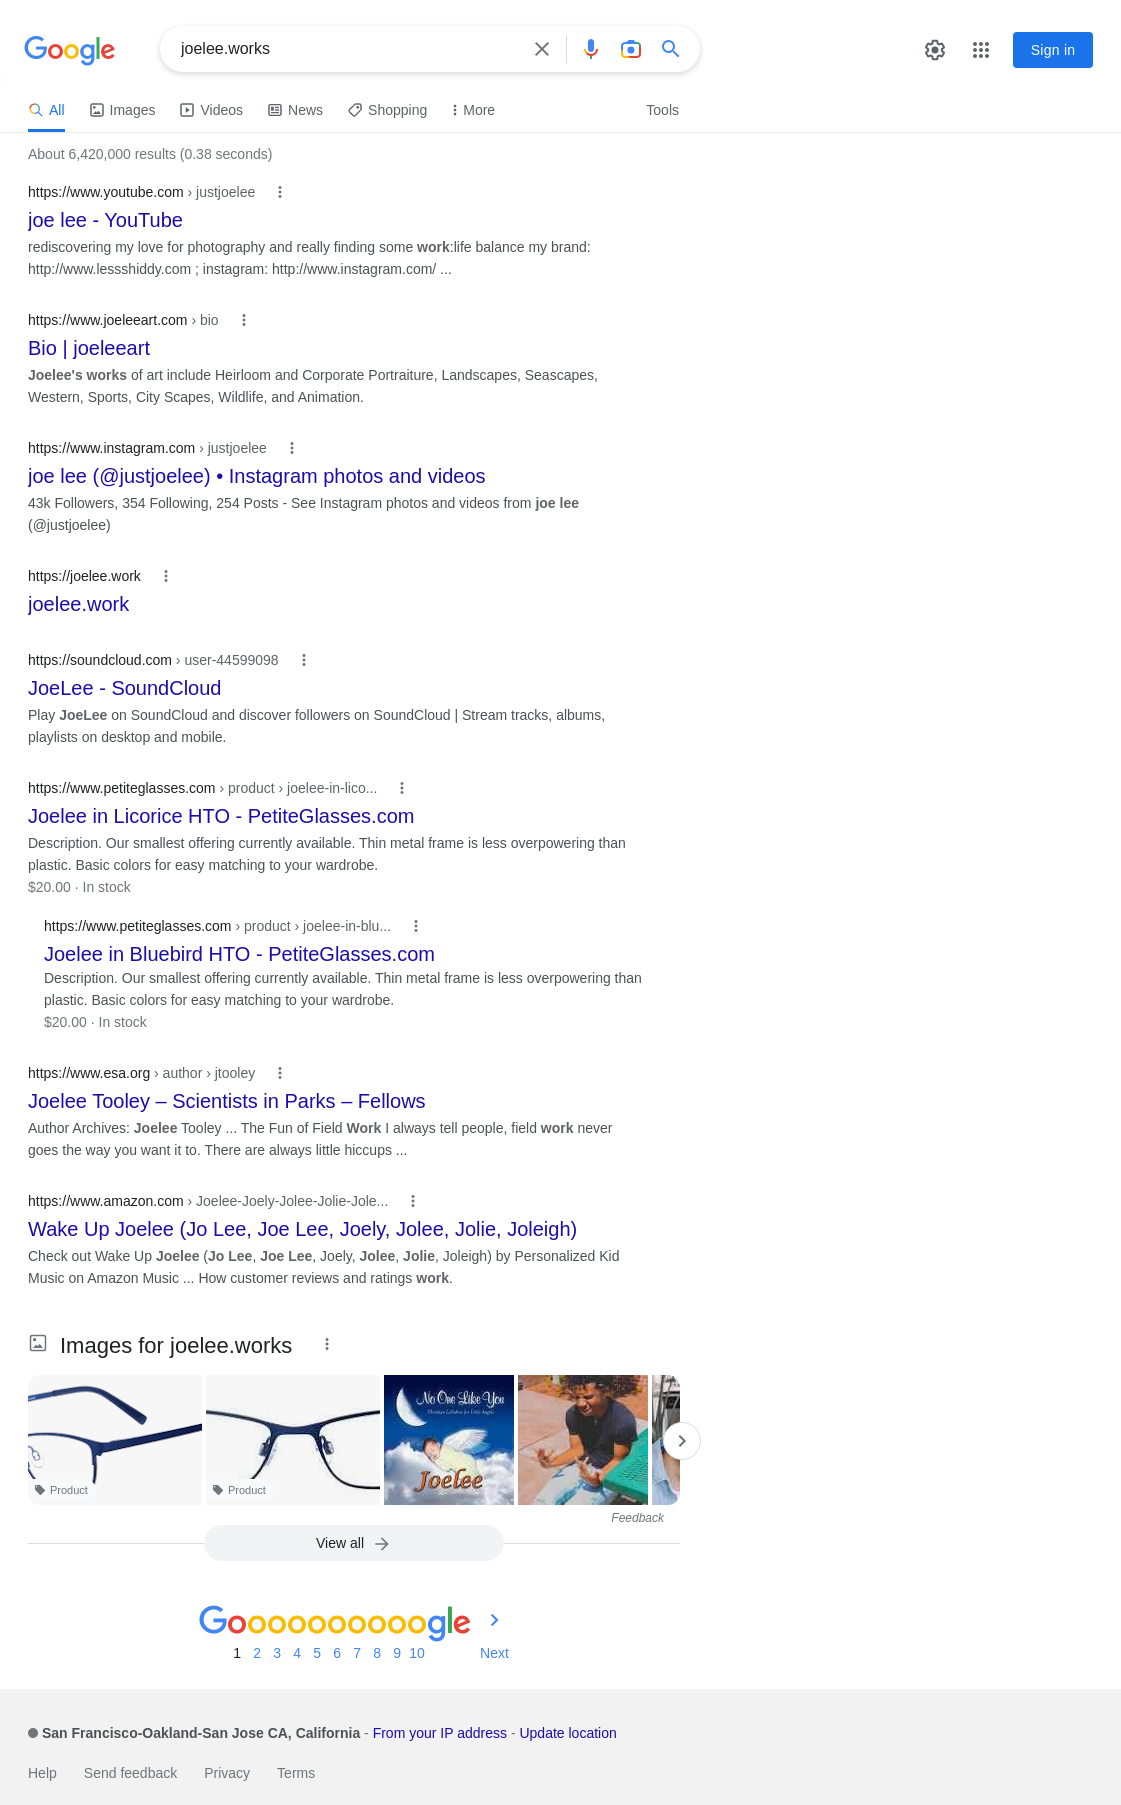 Google
joelee.works
Sign in
All
Images
Videos
News
Shopping
More
Tools
About 6,420,000 results (0.38 seconds)
https://www.youtube.com › justjoelee
joe lee - YouTube
rediscovering my love for photography and really finding some work:life balance my brand:
http://www.lessshiddy.com ; instagram: http://www.instagram.com/ ...
https://www.joeleeart.com › bio
Bio | joeleeart
Joelee's works of art include Heirloom and Corporate Portraiture, Landscapes, Seascapes,
Western, Sports, City Scapes, Wildlife, and Animation.
https://www.instagram.com › justjoelee
joe lee (@justjoelee) • Instagram photos and videos
43k Followers, 354 Following, 254 Posts - See Instagram photos and videos from joe lee
(@justjoelee)
https://joelee.work
joelee.work
https://soundcloud.com › user-44599098
JoeLee - SoundCloud
Play JoeLee on SoundCloud and discover followers on SoundCloud | Stream tracks, albums,
playlists on desktop and mobile.
https://www.petiteglasses.com › product › joelee-in-lico...
Joelee in Licorice HTO - PetiteGlasses.com
Description. Our smallest offering currently available. Thin metal frame is less overpowering than
plastic. Basic colors for easy matching to your wardrobe.
$20.00 · In stock
https://www.petiteglasses.com › product › joelee-in-blu...
Joelee in Bluebird HTO - PetiteGlasses.com
Description. Our smallest offering currently available. Thin metal frame is less overpowering than
plastic. Basic colors for easy matching to your wardrobe.
$20.00 · In stock
https://www.esa.org › author › jtooley
Joelee Tooley – Scientists in Parks – Fellows
Author Archives: Joelee Tooley ... The Fun of Field Work I always tell people, field work never
goes the way you want it to. There are always little hiccups ...
https://www.amazon.com › Joelee-Joely-Jolee-Jolie-Jole...
Wake Up Joelee (Jo Lee, Joe Lee, Joely, Jolee, Jolie, Joleigh)
Check out Wake Up Joelee (Jo Lee, Joe Lee, Joely, Jolee, Jolie, Joleigh) by Personalized Kid
Music on Amazon Music ... How customer reviews and ratings work.
Images for joelee.works
Product
Product
No One Like You
Joelee
Feedback
View all
Goooooooooogle
1 2 3 4 5 6 7 8 9 10 Next
San Francisco-Oakland-San Jose CA, California - From your IP address - Update location
Help Send feedback Privacy Terms